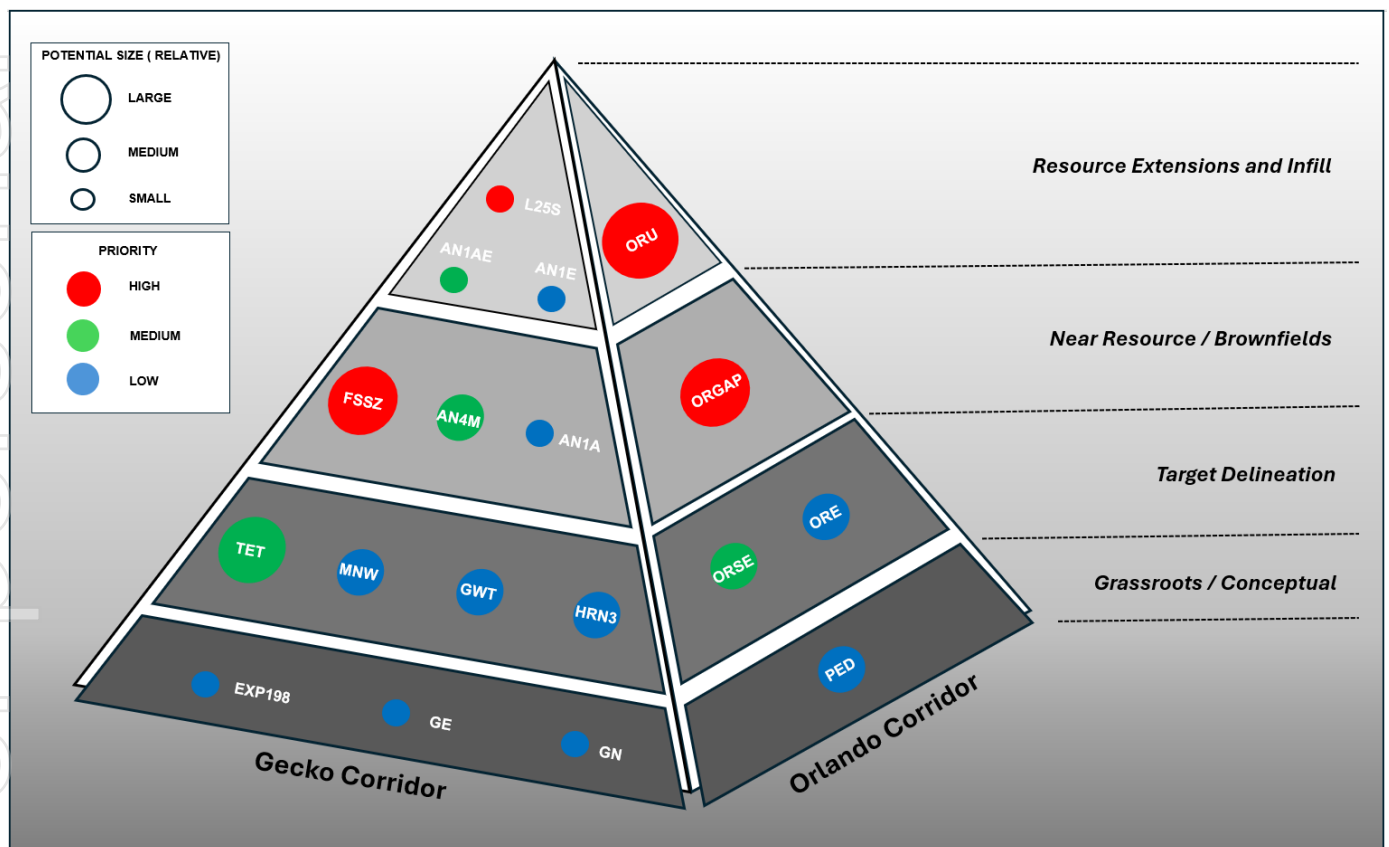 POTENTIAL SIZE ( RELATIVE)
LARGE
MEDIUM
SMALL
PRIORITY
HIGH
MEDIUM
LOW
L25S
AN1AE
AN1E
ORU
Resource Extensions and Infill
FSSZ
AN4M
AN1A
ORGAP
Near Resource / Brownfields
TET
MNW
GWT
HRN3
ORSE
ORE
Target Delineation
EXP198
GE
GN
PED
Grassroots / Conceptual
Gecko Corridor
Orlando Corridor